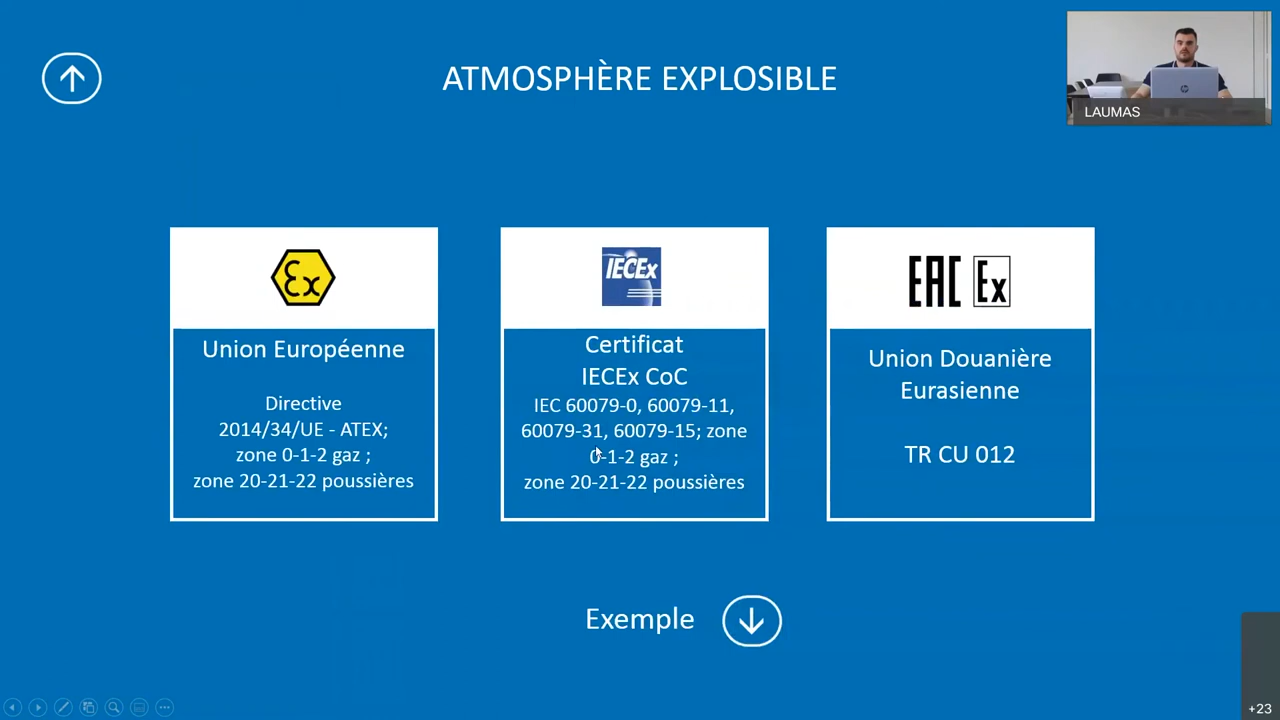 ATMOSPHÈRE EXPLOSIBLE
LAUMAS
Ex
Union Européenne
Directive
2014/34/UE - ATEX;
zone 0-1-2 gaz ;
zone 20-21-22 poussières
IECEx
Certificat
IECEx CoC
IEC 60079-0, 60079-11,
60079-31, 60079-15; zone
0-1-2 gaz ;
zone 20-21-22 poussières
EAC Ex
Union Douanière
Eurasienne
TR CU 012
Exemple
+23